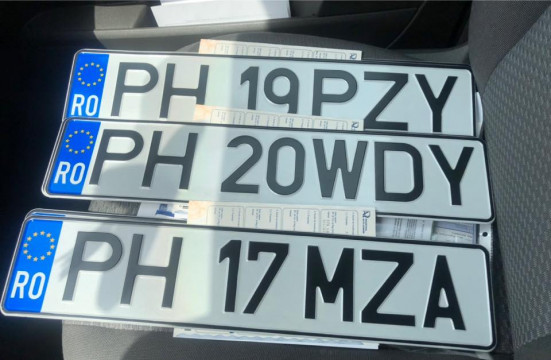 RO PH 19 PZY
RO PH 20 WDY
RO PH 17 MZA